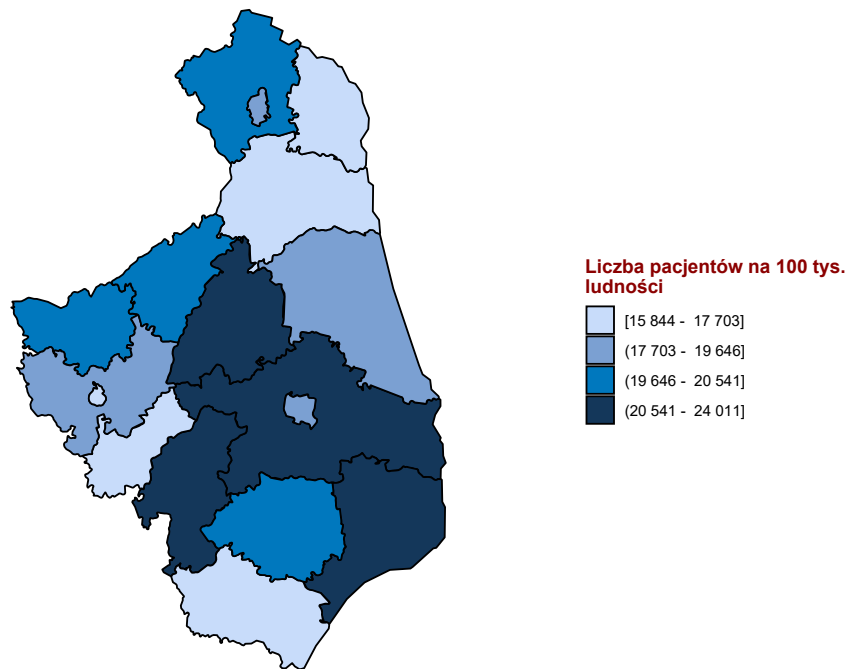 Liczba pacjentów na 100 tys.
ludności
[15 844 - 17 703]
(17 703 - 19 646]
(19 646 - 20 541]
(20 541 - 24 011]